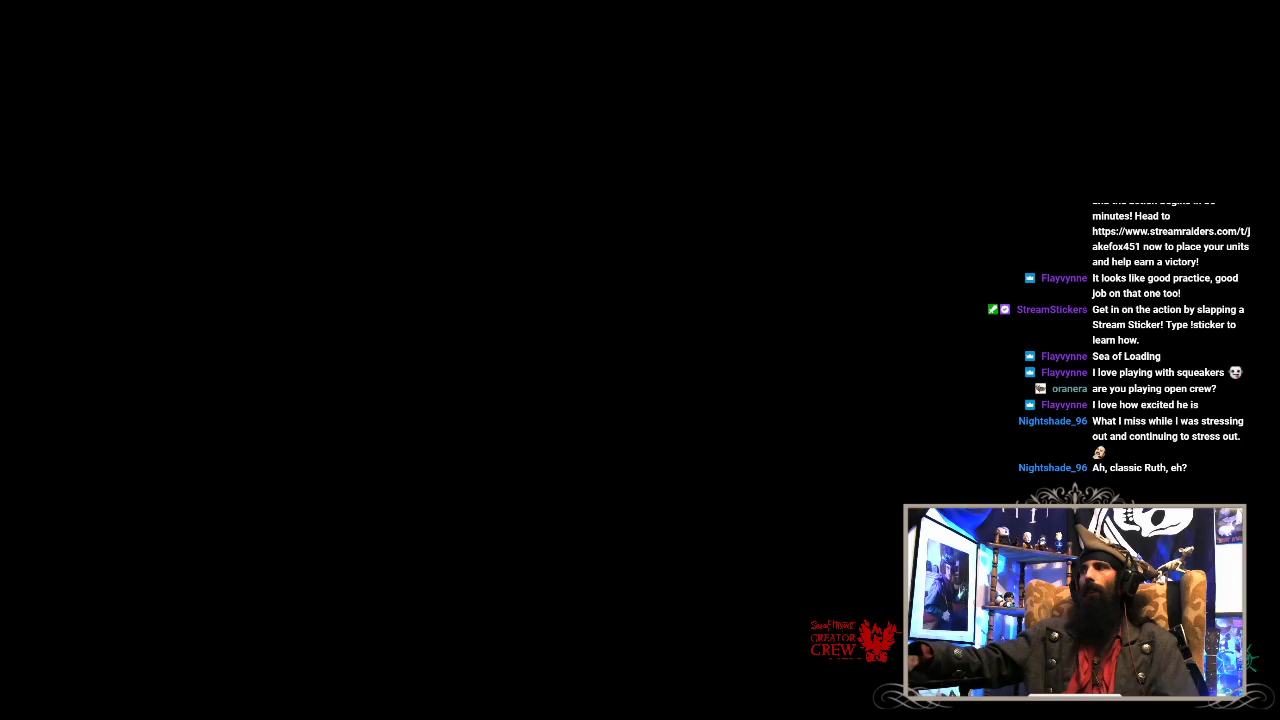 minutes! Head to
https://www.streamraiders.com/t/j
akefox451 now to place your units
and help earn a victory!
Flayvynne It looks like good practice, good
job on that one too!
StreamStickers Get in on the action by slapping a
Stream Sticker! Type !sticker to
learn how.
Flayvynne Sea of Loading
Flayvynne I love playing with squeakers
oranera are you playing open crew?
Flayvynne I love how excited he is
Nightshade_96 What I miss while I was stressing
out and continuing to stress out.
Nightshade_96 Ah, classic Ruth, eh?
Sea of Thieves
CREATOR
CREW